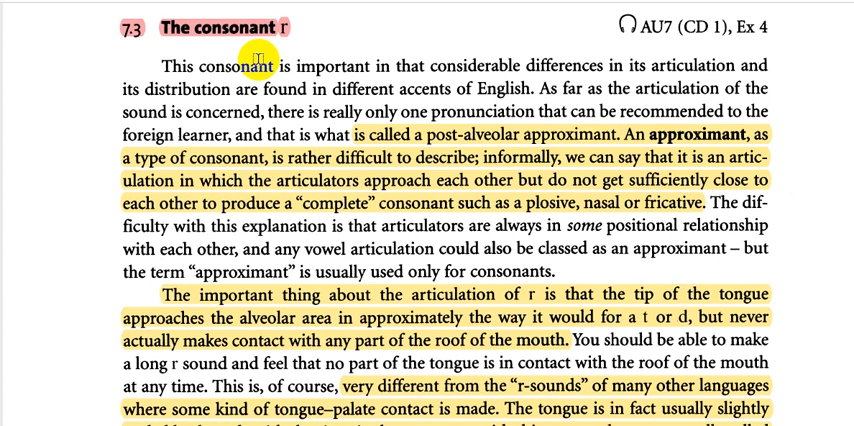 7.3 The consonant r AU7 (CD 1), Ex 4
This consonant is important in that considerable differences in its articulation and
its distribution are found in different accents of English. As far as the articulation of the
sound is concerned, there is really only one pronunciation that can be recommended to the
foreign learner, and that is what is called a post-alveolar approximant. An approximant, as
a type of consonant, is rather difficult to describe; informally, we can say that it is an artic-
ulation in which the articulators approach each other but do not get sufficiently close to
each other to produce a “complete” consonant such as a plosive, nasal or fricative. The dif-
ficulty with this explanation is that articulators are always in some positional relationship
with each other, and any vowel articulation could also be classed as an approximant – but
the term “approximant” is usually used only for consonants.
The important thing about the articulation of r is that the tip of the tongue
approaches the alveolar area in approximately the way it would for a t or d, but never
actually makes contact with any part of the roof of the mouth. You should be able to make
a long r sound and feel that no part of the tongue is in contact with the roof of the mouth
at any time. This is, of course, very different from the “r-sounds” of many other languages
where some kind of tongue–palate contact is made. The tongue is in fact usually slightly